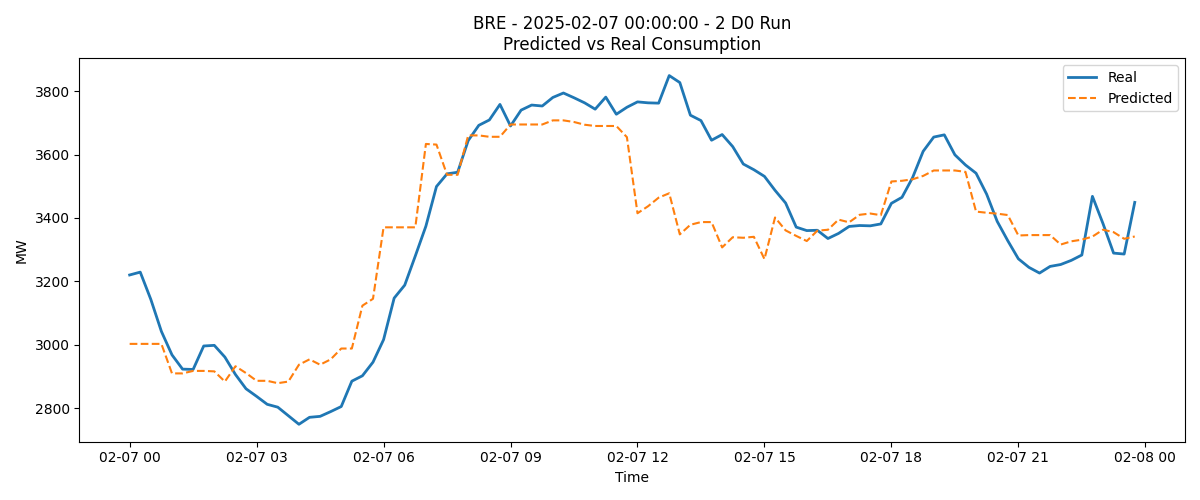 BRE - 2025-02-07 00:00:00 - 2 D0 Run
Predicted vs Real Consumption
Real
Predicted
MW
3800
3600
3400
3200
3000
2800
02-07 00
02-07 03
02-07 06
02-07 09
02-07 12
02-07 15
02-07 18
02-07 21
02-08 00
Time